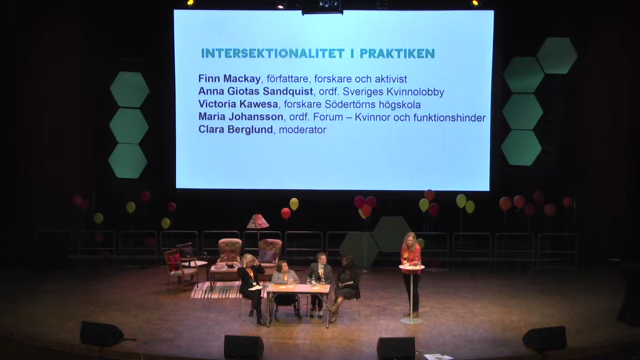 INTERSEKTIONALITET I PRAKTIKEN
Finn Mackay, författare, forskare och aktivist
Anna Giotas Sandquist, ordf. Sveriges Kvinnolobby
Victoria Kawesa, forskare Södertörns högskola
Maria Johansson, ordf. Forum – Kvinnor och funktionshinder
Clara Berglund, moderator